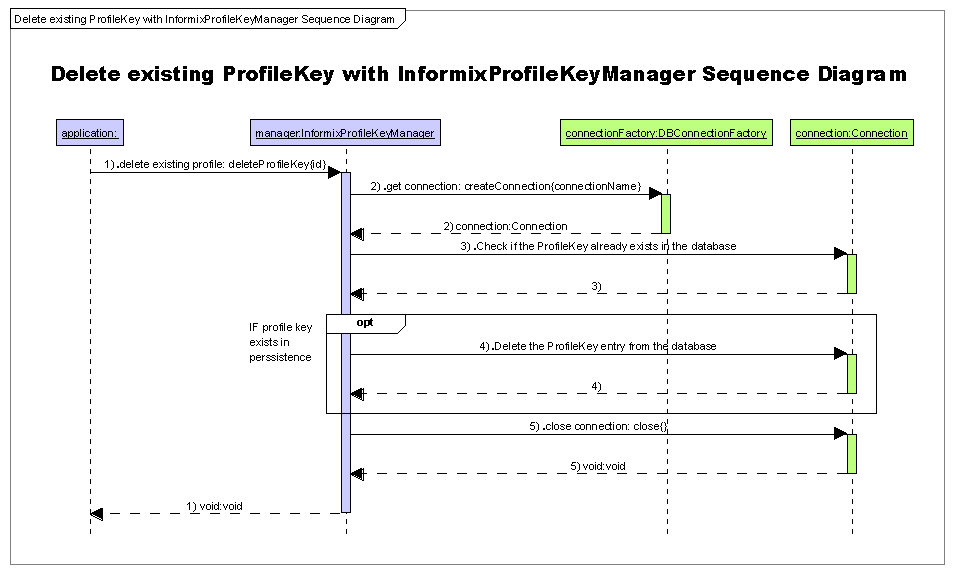 Delete existing ProfileKey with InformixProfileKeyManager Sequence Diagram
Delete existing ProfileKey with InformixProfileKeyManager Sequence Diagram
application:
manager:InformixProfileKeyManager
connectionFactory:DBConnectionFactory
connection:Connection
1) .delete existing profile: deleteProfileKey{id}
2) .get connection: createConnection{connectionName}
2) connection:Connection
3) .Check if the ProfileKey already exists in the database
3)
opt
IF profile key
exists in
perssistence
4) .Delete the ProfileKey entry from the database
4)
5) .close connection: close{}
5) void:void
1) void:void